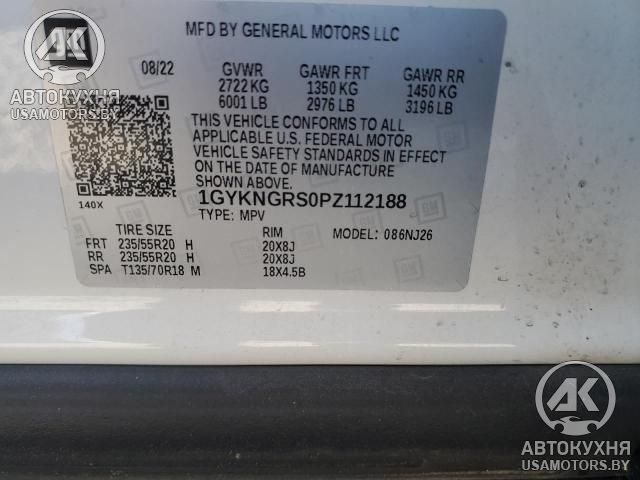 MFD BY GENERAL MOTORS LLC
08/22 GVWR GAWR FRT GAWR RR
2722 KG 1350 KG 1450 KG
6001 LB 2976 LB 3196 LB
THIS VEHICLE CONFORMS TO ALL
APPLICABLE U.S. FEDERAL MOTOR
VEHICLE SAFETY STANDARDS IN EFFECT
ON THE DATE OF MANUFACTURE
SHOWN ABOVE.
140X
1GYKNGRS0PZ112188
TYPE: MPV
TIRE SIZE RIM MODEL: 086NJ26
FRT 235/55R20 H 20X8J
RR 235/55R20 H 20X8J
SPA T135/70R18 M 18X4.5B
GM
AK
АВТОКУХНЯ
USAMOTORS.BY
AK
АВТОКУХНЯ
USAMOTORS.BY